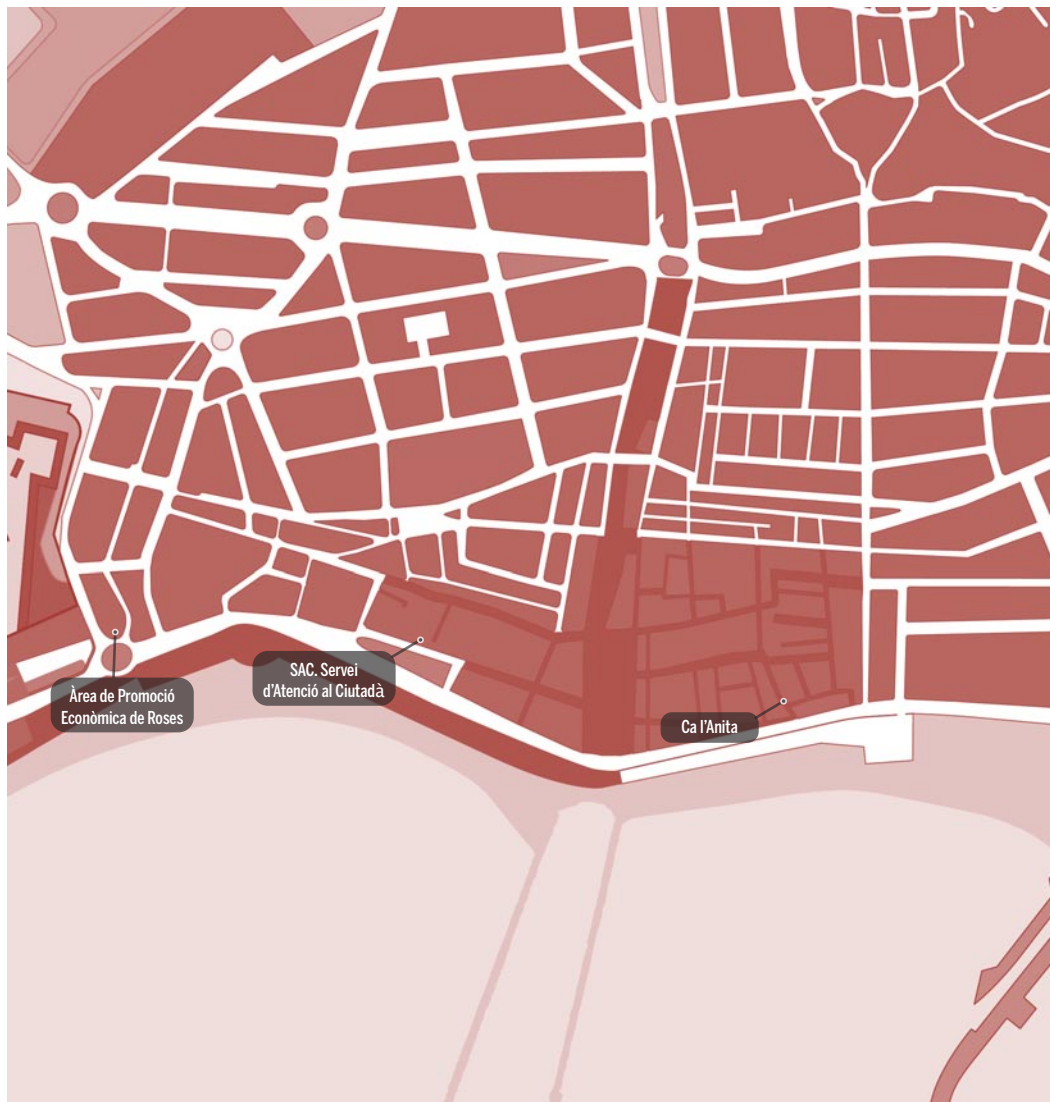 Àrea de Promoció
Econòmica de Roses
SAC. Servei
d'Atenció al Ciutadà
Ca l'Anita